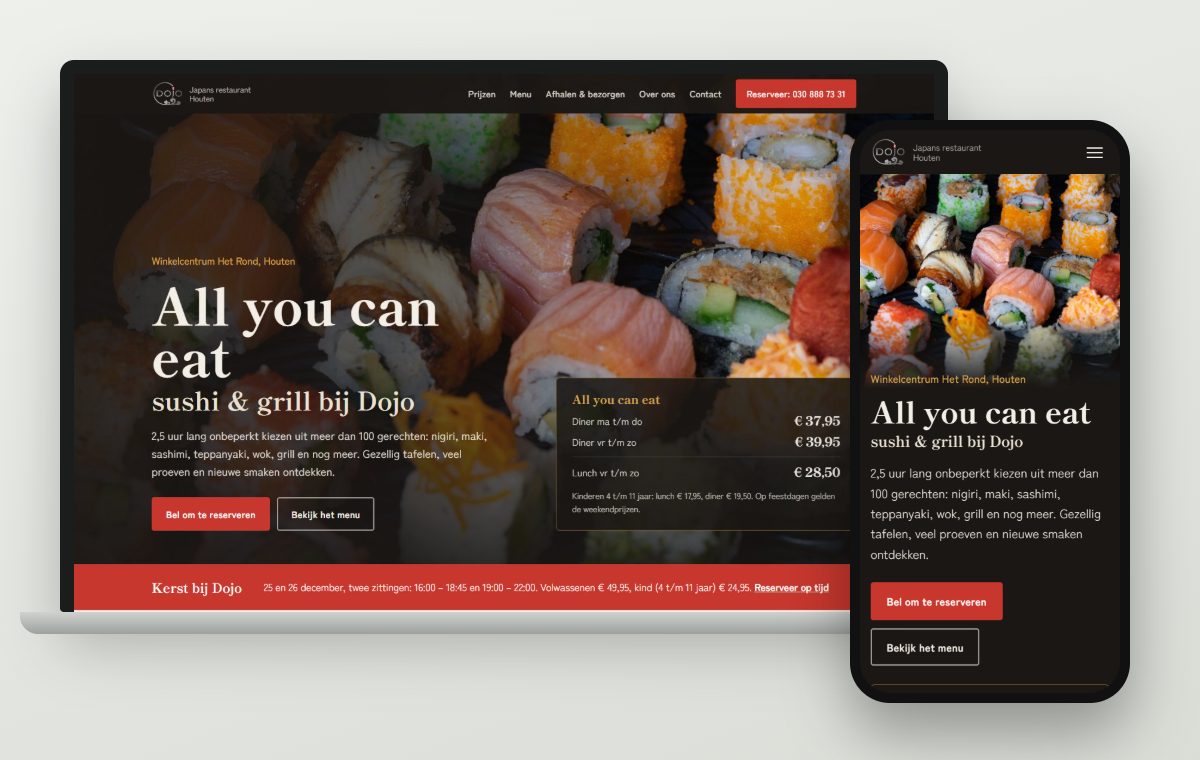 DOJO
Japans restaurant
Houten
Prijzen
Menu
Afhalen & bezorgen
Over ons
Contact
Reserveer: 030 888 73 31
Winkelcentrum Het Rond, Houten
All you can
eat
sushi & grill bij Dojo
2,5 uur lang onbeperkt kiezen uit meer dan 100 gerechten: nigiri, maki,
sashimi, teppanyaki, wok, grill en nog meer. Gezellig tafelen, veel
proeven en nieuwe smaken ontdekken.
Bel om te reserveren
Bekijk het menu
All you can eat
Diner ma t/m do € 37,95
Diner vr t/m zo € 39,95
Lunch vr t/m zo € 28,50
Kinderen 4 t/m 11 jaar: lunch € 17,95, diner € 19,50. Op feestdagen gelden
de weekendprijzen.
Kerst bij Dojo
25 en 26 december, twee zittingen: 16:00 – 18:45 en 19:00 – 22:00. Volwassenen € 49,95, kind (4 t/m 11 jaar) € 24,95. Reserveer op tijd
DOJO
Japans restaurant
Houten
Winkelcentrum Het Rond, Houten
All you can eat
sushi & grill bij Dojo
2,5 uur lang onbeperkt kiezen uit meer dan
100 gerechten: nigiri, maki, sashimi,
teppanyaki, wok, grill en nog meer. Gezellig
tafelen, veel proeven en nieuwe smaken
ontdekken.
Bel om te reserveren
Bekijk het menu